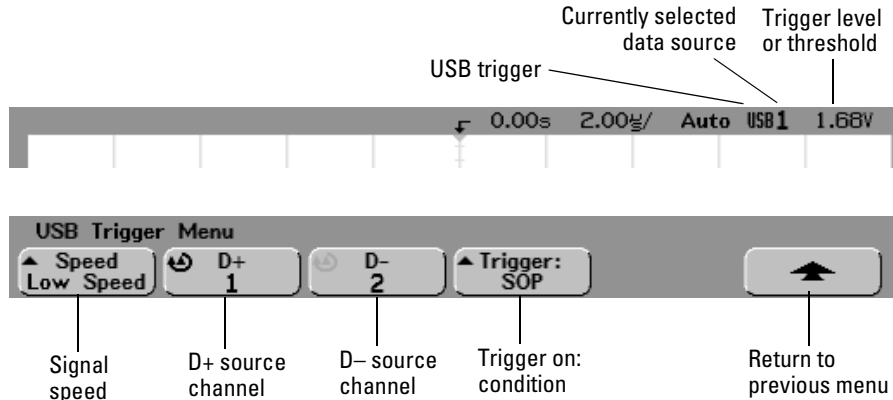 Currently selected
data source
Trigger level
or threshold
USB trigger
0.00s 2.00㎲/ Auto USB1 1.68V
USB Trigger Menu
Speed
Low Speed
D+
1
D-
2
Trigger:
SOP
Signal
speed
D+ source
channel
D– source
channel
Trigger on:
condition
Return to
previous menu